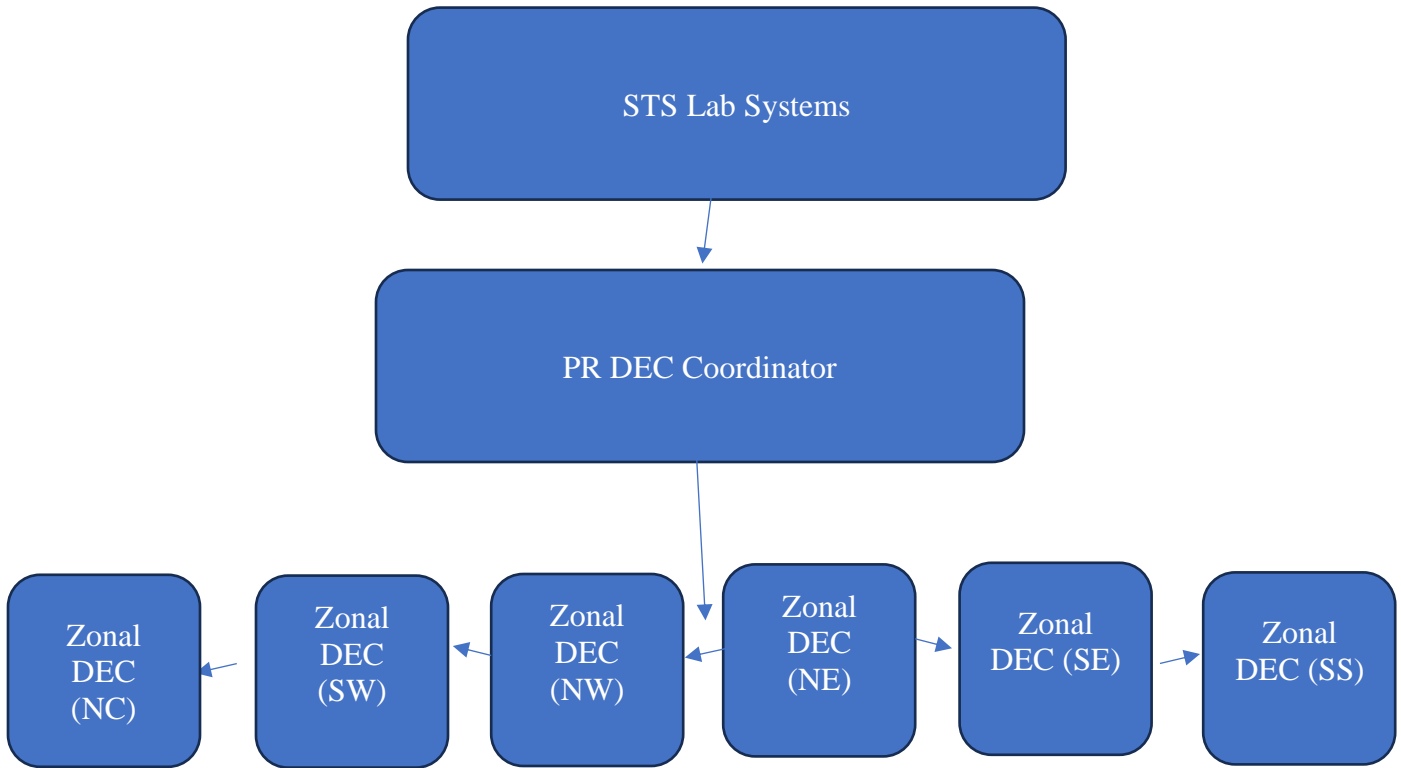 STS Lab Systems
PR DEC Coordinator
Zonal
DEC
(NC)
Zonal
DEC
(SW)
Zonal
DEC
(NW)
Zonal
DEC
(NE)
Zonal
DEC (SE)
Zonal
DEC (SS)